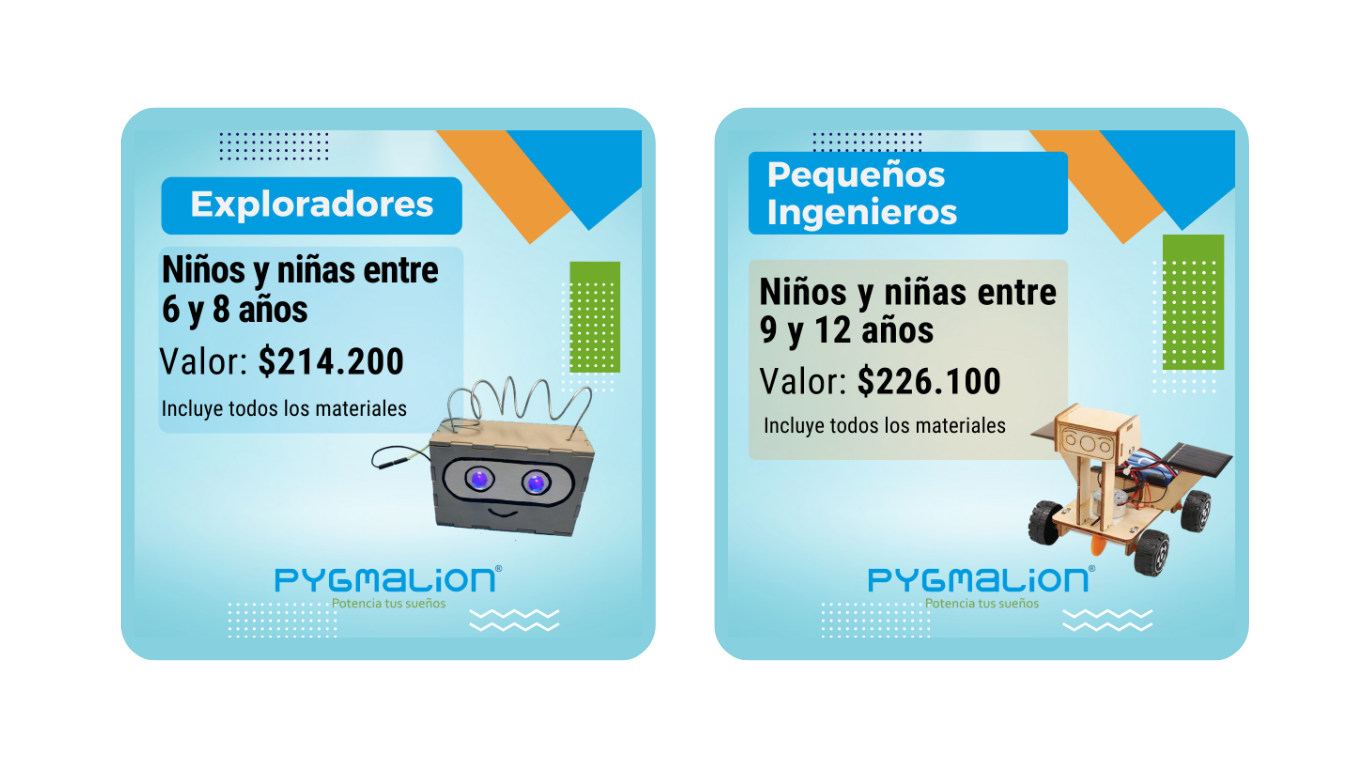 Exploradores
Niños y niñas entre
6 y 8 años
Valor: $214.200
Incluye todos los materiales
PYGMALION®
Potencia tus sueños
Pequeños
Ingenieros
Niños y niñas entre
9 y 12 años
Valor: $226.100
Incluye todos los materiales
PYGMALION®
Potencia tus sueños